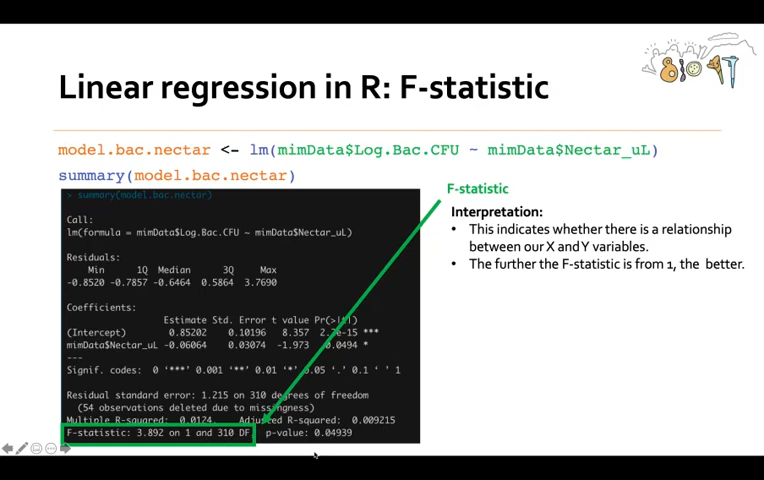 Linear regression in R: F-statistic
model.bac.nectar <- lm(mimData$Log.Bac.CFU ~ mimData$Nectar_uL)
summary(model.bac.nectar)
> summary(model.bac.nectar)
Call:
lm(formula = mimData$Log.Bac.CFU ~ mimData$Nectar_uL)
Residuals:
Min 1Q Median 3Q Max
-0.8520 -0.7857 -0.6464 0.5864 3.7690
Coefficients:
Estimate Std. Error t value Pr(>|t|)
(Intercept) 0.85202 0.10196 8.357 ***
mimData$Nectar_uL -0.06064 0.03074 -1.973 0.0494 *
---
Signif. codes: 0 ‘***’ 0.001 ‘**’ 0.01 ‘*’ 0.05 ‘.’ 0.1 ‘ ’ 1
Residual standard error: 1.215 on 310 degrees of freedom
(54 observations deleted due to missingness)
Multiple R-squared: 0.0124, Adjusted R-squared: 0.009215
F-statistic: 3.892 on 1 and 310 DF p-value: 0.04939
F-statistic
Interpretation:
• This indicates whether there is a relationship
between our X and Y variables.
• The further the F-statistic is from 1, the better.